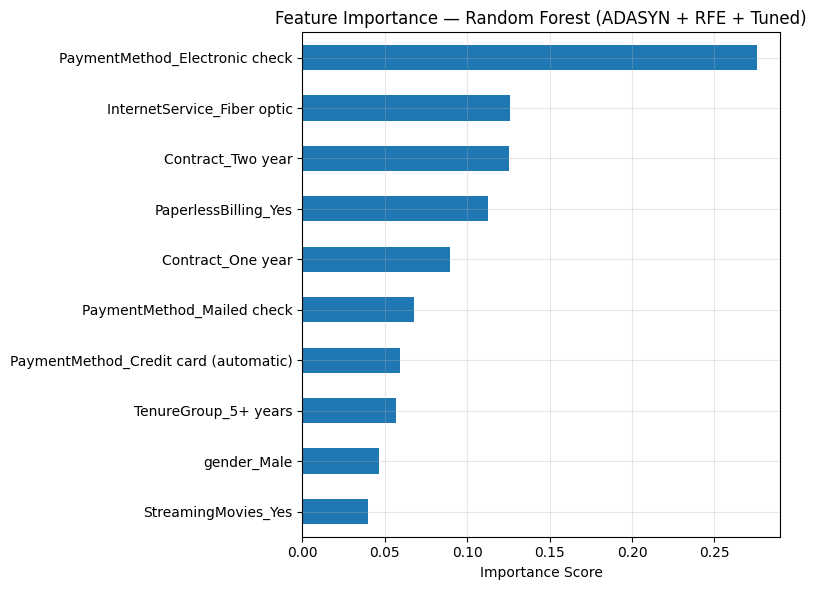 Feature Importance — Random Forest (ADASYN + RFE + Tuned)
PaymentMethod_Electronic check
InternetService_Fiber optic
Contract_Two year
PaperlessBilling_Yes
Contract_One year
PaymentMethod_Mailed check
PaymentMethod_Credit card (automatic)
TenureGroup_5+ years
gender_Male
StreamingMovies_Yes
0.00 0.05 0.10 0.15 0.20 0.25
Importance Score